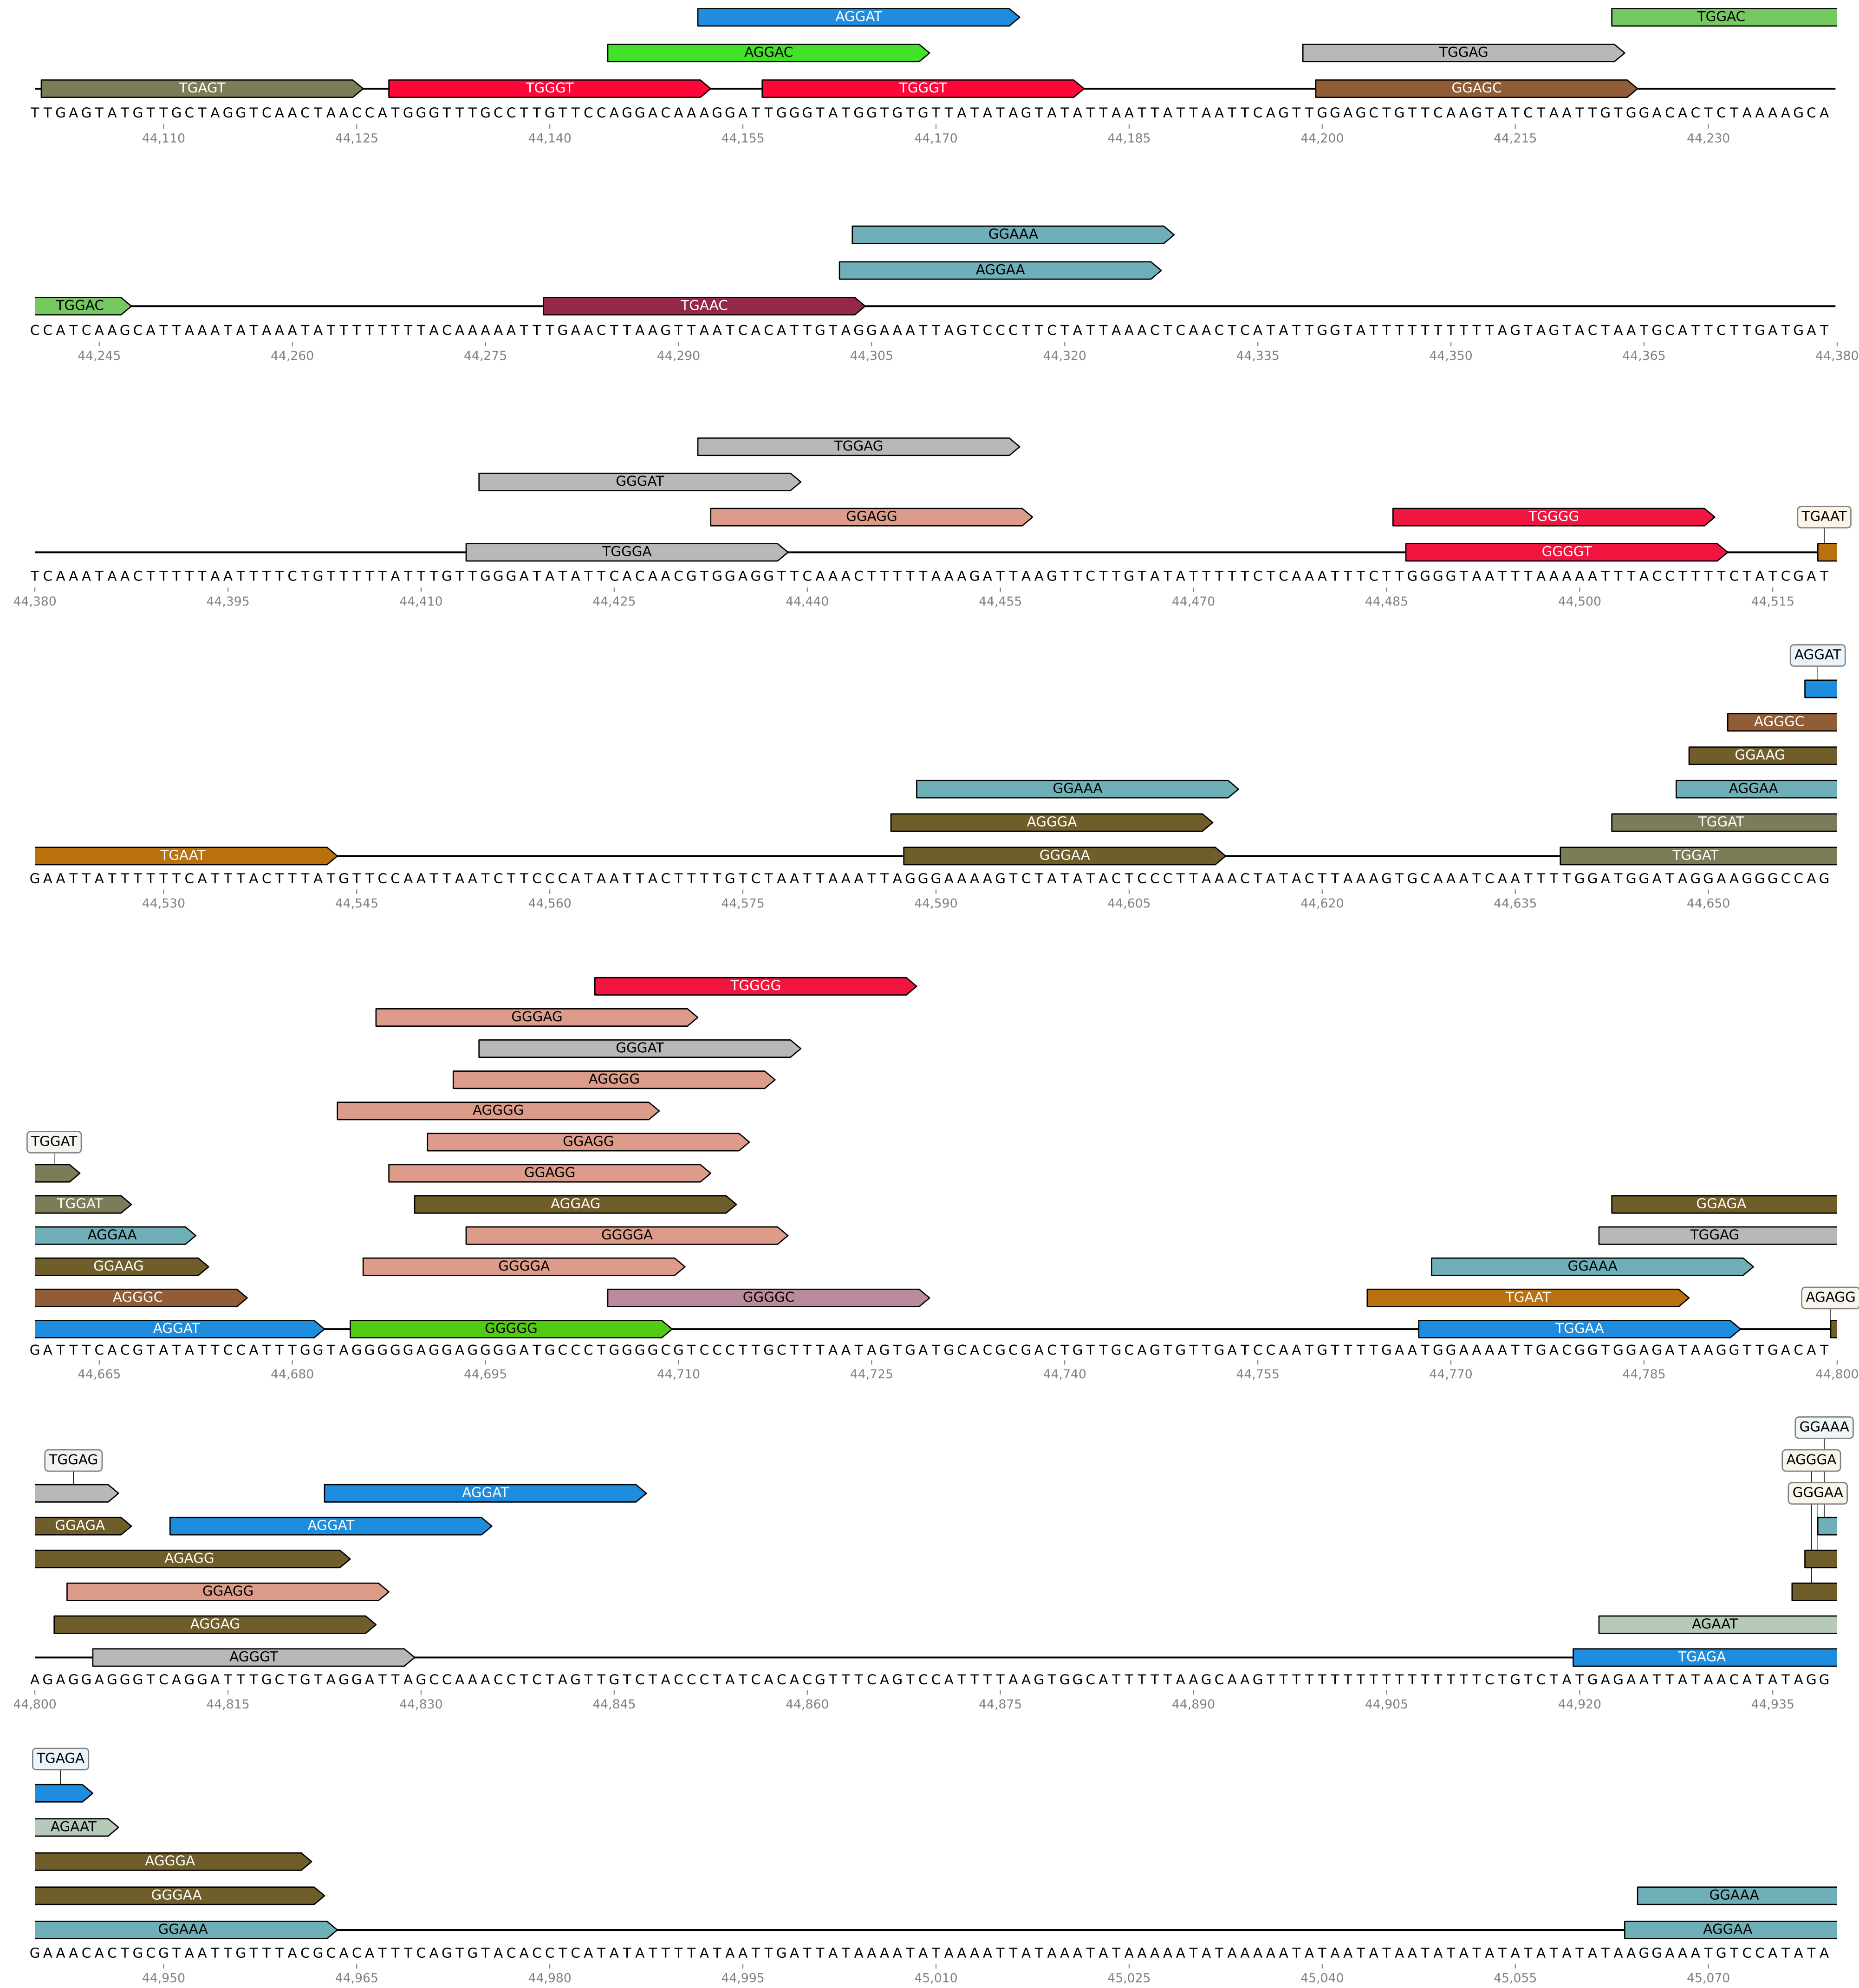 AGGAT TGGAC
AGGAC TGGAG
TGAGT TGGGT TGGGT GGAGC
TTGAGTATGTTGCTAGGTCAACTAACCATGGGTTTGCCTTGTTCCAGGACAAAGGATTGGGTATGGTGTGTTATATAGTATATTAATTATTAATTCAGTTGGAGCTGTTCAAGTATCTAATTGTGGACACTCTAAAAGCA
44,110 44,125 44,140 44,155 44,170 44,185 44,200 44,215 44,230
GGAAA
AGGAA
TGGAC TGAAC
CCATCAAGCATTAAATATAAATATTTTTTTTACAAAAATTTGAACTTAAGTTAATCACATTGTAGGAAATTAGTCCCTTCTATTAAACTCAACTCATATTGGTATTTTTTTTTTAGTAGTACTAATGCATTCTTGATGAT
44,245 44,260 44,275 44,290 44,305 44,320 44,335 44,350 44,365 44,380
TGGAG
GGGAT
GGAGG TGGGG TGAAT
TGGGA GGGGT
TCAAATAACTTTTTAATTTTCTGTTTTTATTTGTTGGGATATATTCACAACGTGGAGGTTCAAACTTTTTAAAGATTAAGTTCTTGTATATTTTTCTCAAATTTCTTGGGGTAATTTAAAAATTTACCTTTTCTATCGAT
44,380 44,395 44,410 44,425 44,440 44,455 44,470 44,485 44,500 44,515
AGGAT
AGGGC
GGAAG
GGAAA AGGAA
AGGGA TGGAT
TGAAT GGGAA TGGAT
GAATTATTTTTTCATTTACTTTATGTTCCAATTAATCTTCCCATAATTACTTTTGTCTAATTAAATTAGGGAAAAGTCTATATACTCCCTTAAACTATACTTAAAGTGCAAATCAATTTTGGATGGATAGGAAGGGCCAG
44,530 44,545 44,560 44,575 44,590 44,605 44,620 44,635 44,650
TGGGG
GGGAG
GGGAT
AGGGG
AGGGG
TGGAT GGAGG
GGAGG
TGGAT AGGAG GGAGA
AGGAA GGGGA TGGAG
GGAAG GGGGA GGAAA
AGGGC GGGGC TGAAT AGAGG
AGGAT GGGGG TGGAA
GATTTCACGTATATTCCATTTGGTAGGGGGAGGAGGGGATGCCCTGGGGCGTCCCTTGCTTTAATAGTGATGCACGCGACTGTTGCAGTGTTGATCCAATGTTTTGAATGGAAAATTGACGGTGGAGATAAGGTTGACAT
44,665 44,680 44,695 44,710 44,725 44,740 44,755 44,770 44,785 44,800
GGAAA
TGGAG AGGGA
AGGAT GGGAA
GGAGA AGGAT
AGAGG
GGAGG
AGGAG AGAAT
AGGGT TGAGA
AGAGGAGGGTCAGGATTTGCTGTAGGATTAGCCAAACCTCTAGTTGTCTACCCTATCACACGTTTCAGTCCATTTTAAGTGGCATTTTTAAGCAAGTTTTTTTTTTTTTTTTTCTGTCTATGAGAATTATAACATATAGG
44,800 44,815 44,830 44,845 44,860 44,875 44,890 44,905 44,920 44,935
TGAGA
AGAAT
AGGGA
GGGAA GGAAA
GGAAA AGGAA
GAAACACTGCGTAATTGTTTACGCACATTTCAGTGTACACCTCATATATTTTATAATTGATTATAAAATATAAAATTATAAATATAAAAATATAAAAAATATAATATAATATATATATATATATAAGGAAATGTCCATATA
44,950 44,965 44,980 44,995 45,010 45,025 45,040 45,055 45,070